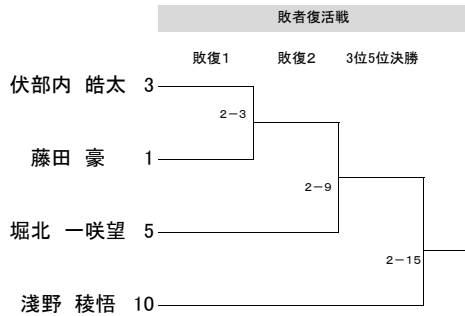 敗者復活戦
敗復1 敗復2 3位5位決勝
伏部内 皓太 3
2−3
藤田 豪 1
2−9
堀北 一咲望 5
2−15
淺野 稜悟 10